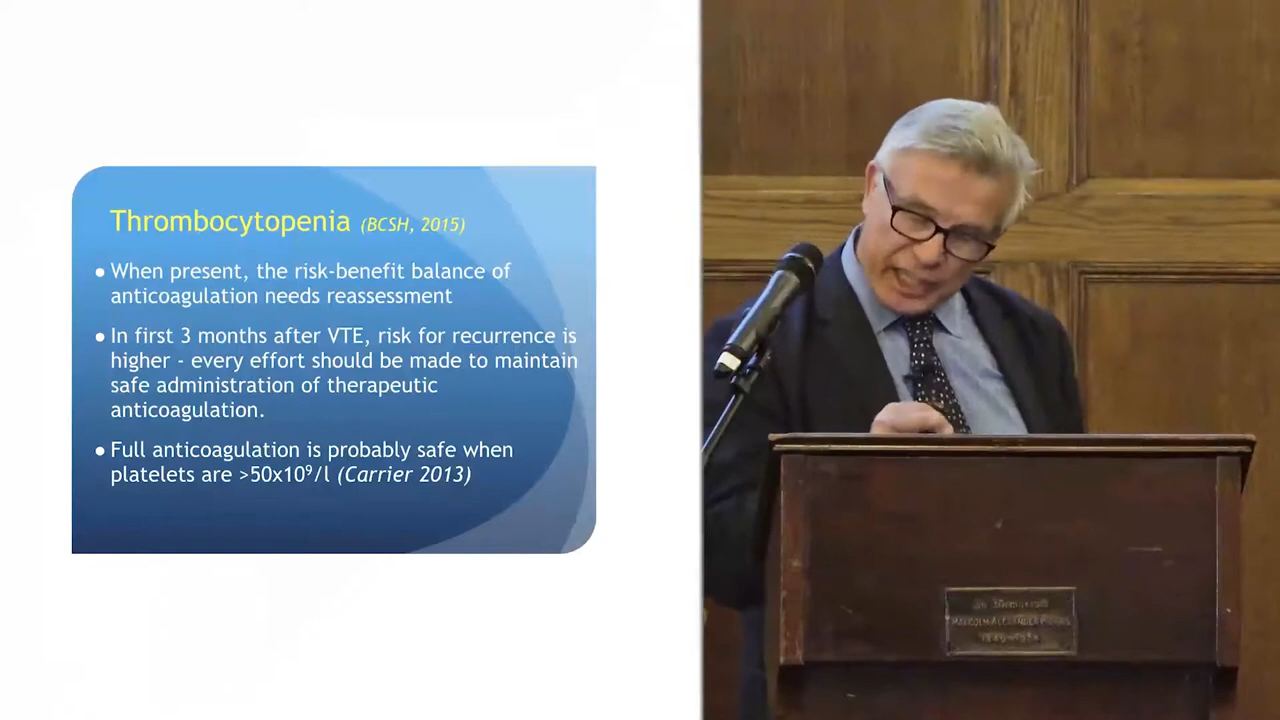 Thrombocytopenia (BCSH, 2015)
● When present, the risk-benefit balance of
anticoagulation needs reassessment
● In first 3 months after VTE, risk for recurrence is
higher - every effort should be made to maintain
safe administration of therapeutic
anticoagulation.
● Full anticoagulation is probably safe when
platelets are >50x10⁹/l (Carrier 2013)
MALCOLM ALEXANDER